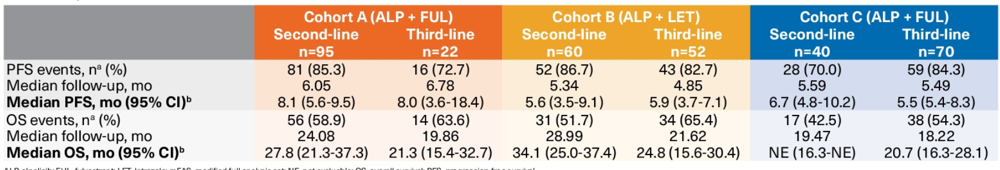 Cohort A (ALP + FUL) Cohort B (ALP + LET) Cohort C (ALP + FUL)
Second-line Third-line Second-line Third-line Second-line Third-line
n=95 n=22 n=60 n=52 n=40 n=70
PFS events, nᵃ (%) 81 (85.3) 16 (72.7) 52 (86.7) 43 (82.7) 28 (70.0) 59 (84.3)
Median follow-up, mo 6.05 6.78 5.34 4.85 5.59 5.49
Median PFS, mo (95% CI)ᵇ 8.1 (5.6-9.5) 8.0 (3.6-18.4) 5.6 (3.5-9.1) 5.9 (3.7-7.1) 6.7 (4.8-10.2) 5.5 (5.4-8.3)
OS events, nᵃ (%) 56 (58.9) 14 (63.6) 31 (51.7) 34 (65.4) 17 (42.5) 38 (54.3)
Median follow-up, mo 24.08 19.86 28.99 21.62 19.47 18.22
Median OS, mo (95% CI)ᵇ 27.8 (21.3-37.3) 21.3 (15.4-32.7) 34.1 (25.0-37.4) 24.8 (15.6-30.4) NE (16.3-NE) 20.7 (16.3-28.1)